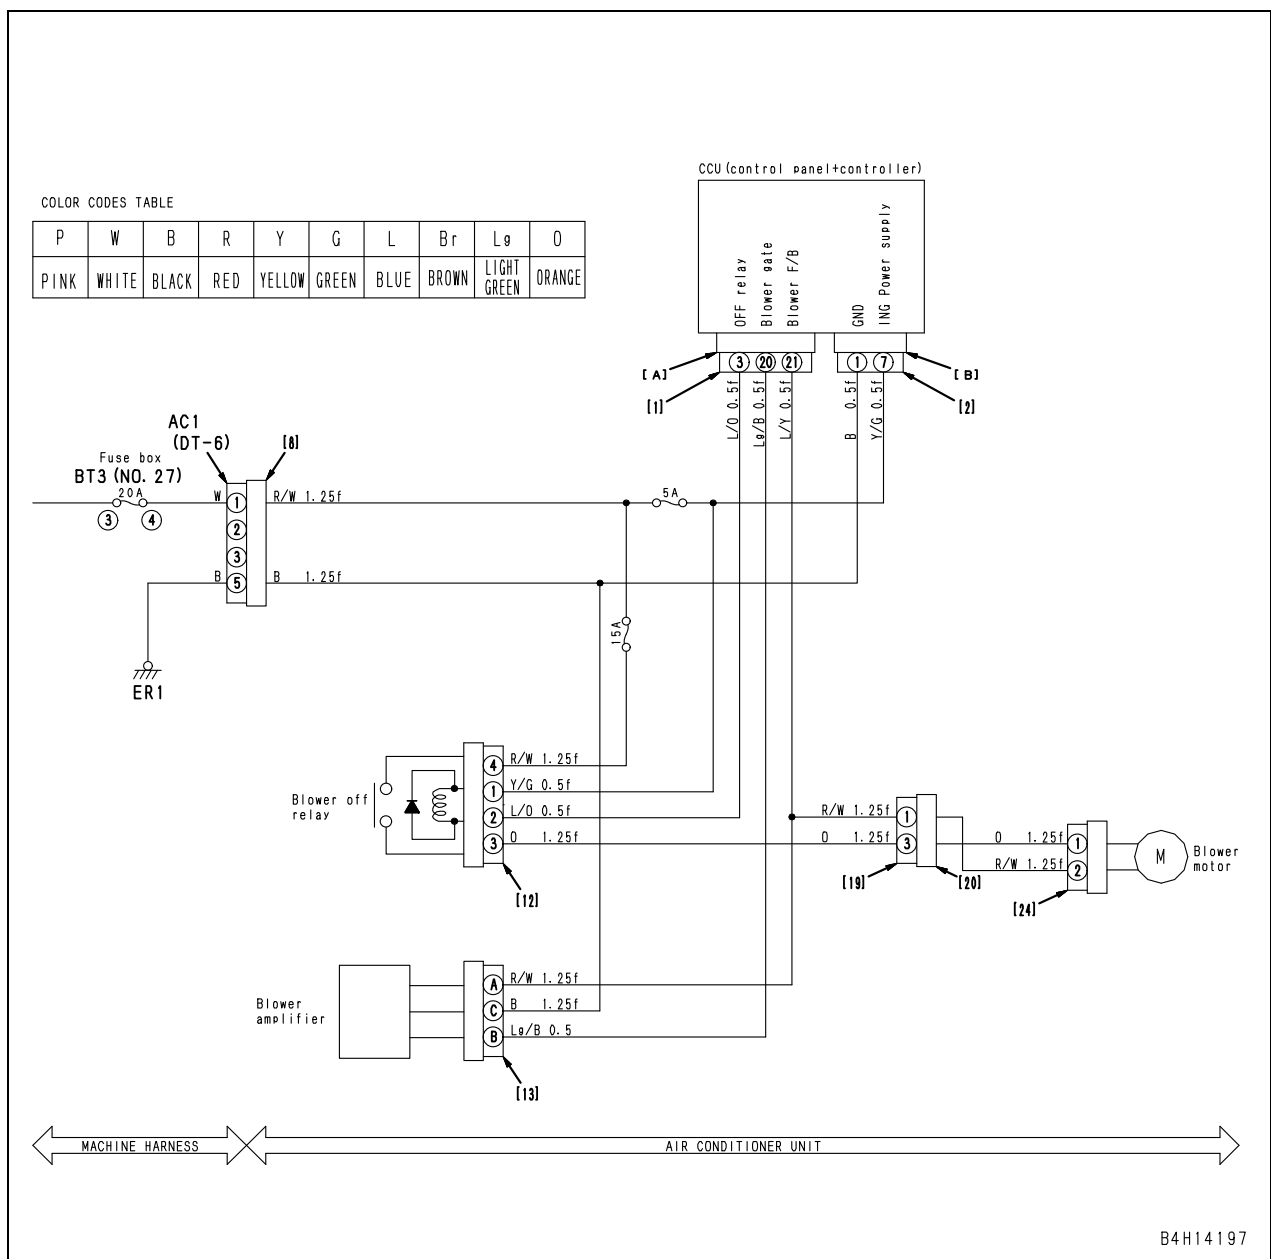 CCU(control panel+controller)
COLOR CODES TABLE
P W B R Y G L Br Lg O
PINK WHITE BLACK RED YELLOW GREEN BLUE BROWN LIGHT GREEN ORANGE
OFF relay
Blower gate
Blower F/B
GND
ING Power supply
3 20 21 1 7
[A] [B]
[1] [2]
L/O 0.5f
Lg/B 0.5f
L/Y 0.5f
B 0.5f
Y/G 0.5f
AC1
(DT-6)
[8]
Fuse box
BT3(NO. 27)
20A
3 4
W 1 R/W 1.25f
5A
2
3
B 5 B 1.25f
15A
ER1
Blower off
relay
4 R/W 1.25f
1 Y/G 0.5f
2 L/O 0.5f
3 O 1.25f
[12]
R/W 1.25f 1
O 1.25f 3
[19] [20]
O 1.25f 1
R/W 1.25f 2
[24]
M
Blower
motor
Blower
amplifier
A R/W 1.25f
C B 1.25f
B Lg/B 0.5
[13]
MACHINE HARNESS
AIR CONDITIONER UNIT
B4H14197